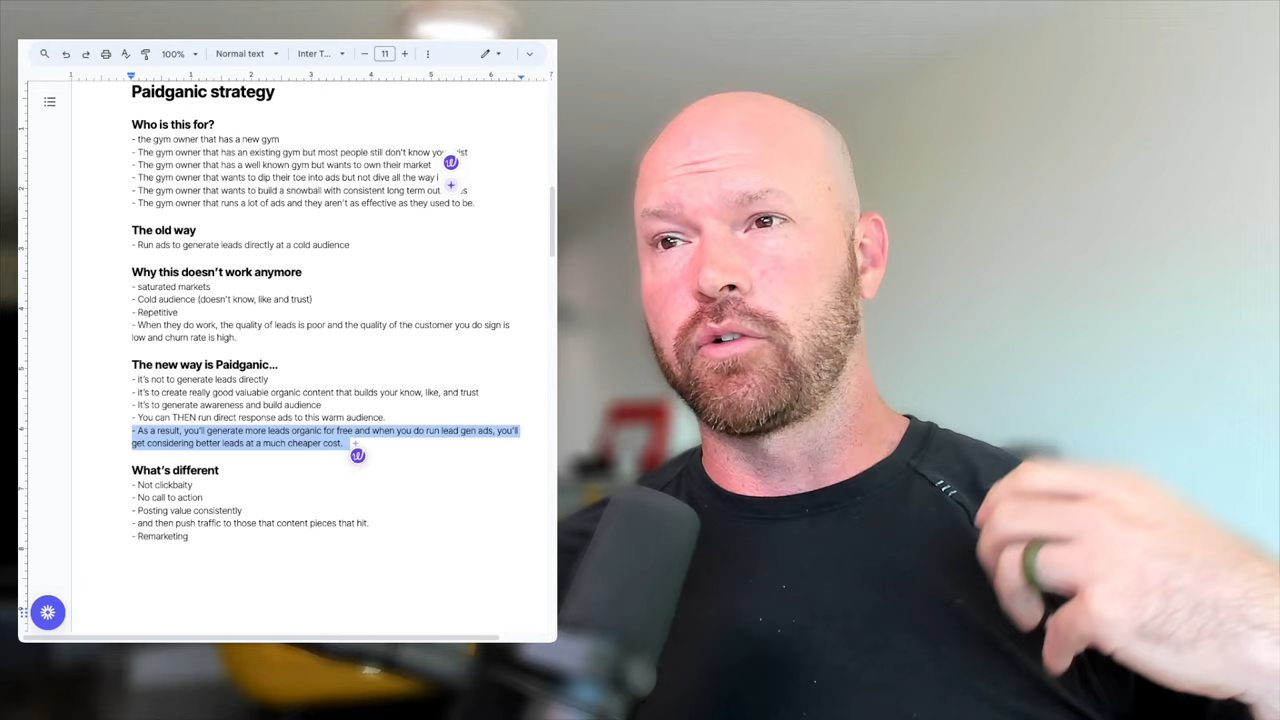 100%
Normal text
Inter T...
11
1
1
2
3
4
5
6
7
Paidganic strategy
Who is this for?
- the gym owner that has a new gym
- The gym owner that has an existing gym but most people still don't know
- The gym owner that has a well known gym but wants to own their market
- The gym owner that wants to dip their toe into ads but not dive all the way
- The gym owner that wants to build a snowball with consistent long term
- The gym owner that runs a lot of ads and they aren't as effective as they used to be.
The old way
- Run ads to generate leads directly at a cold audience
Why this doesn't work anymore
- saturated markets
- Cold audience (doesn't know, like and trust)
- Repetitive
- When they do work, the quality of leads is poor and the quality of the customer you do sign is
low and churn rate is high.
The new way is Paidganic...
- it's not to generate leads directly
- it's to create really good valuable organic content that builds your know, like, and trust
- It's to generate awareness and build audience
- You can THEN run direct response ads to this warm audience.
- As a result, you'll generate more leads organic for free and when you do run lead gen ads, you'll
get considering better leads at a much cheaper cost.
What's different
- Not clickbaity
- No call to action
- Posting value consistently
- and then push traffic to those that content pieces that hit.
- Remarketing